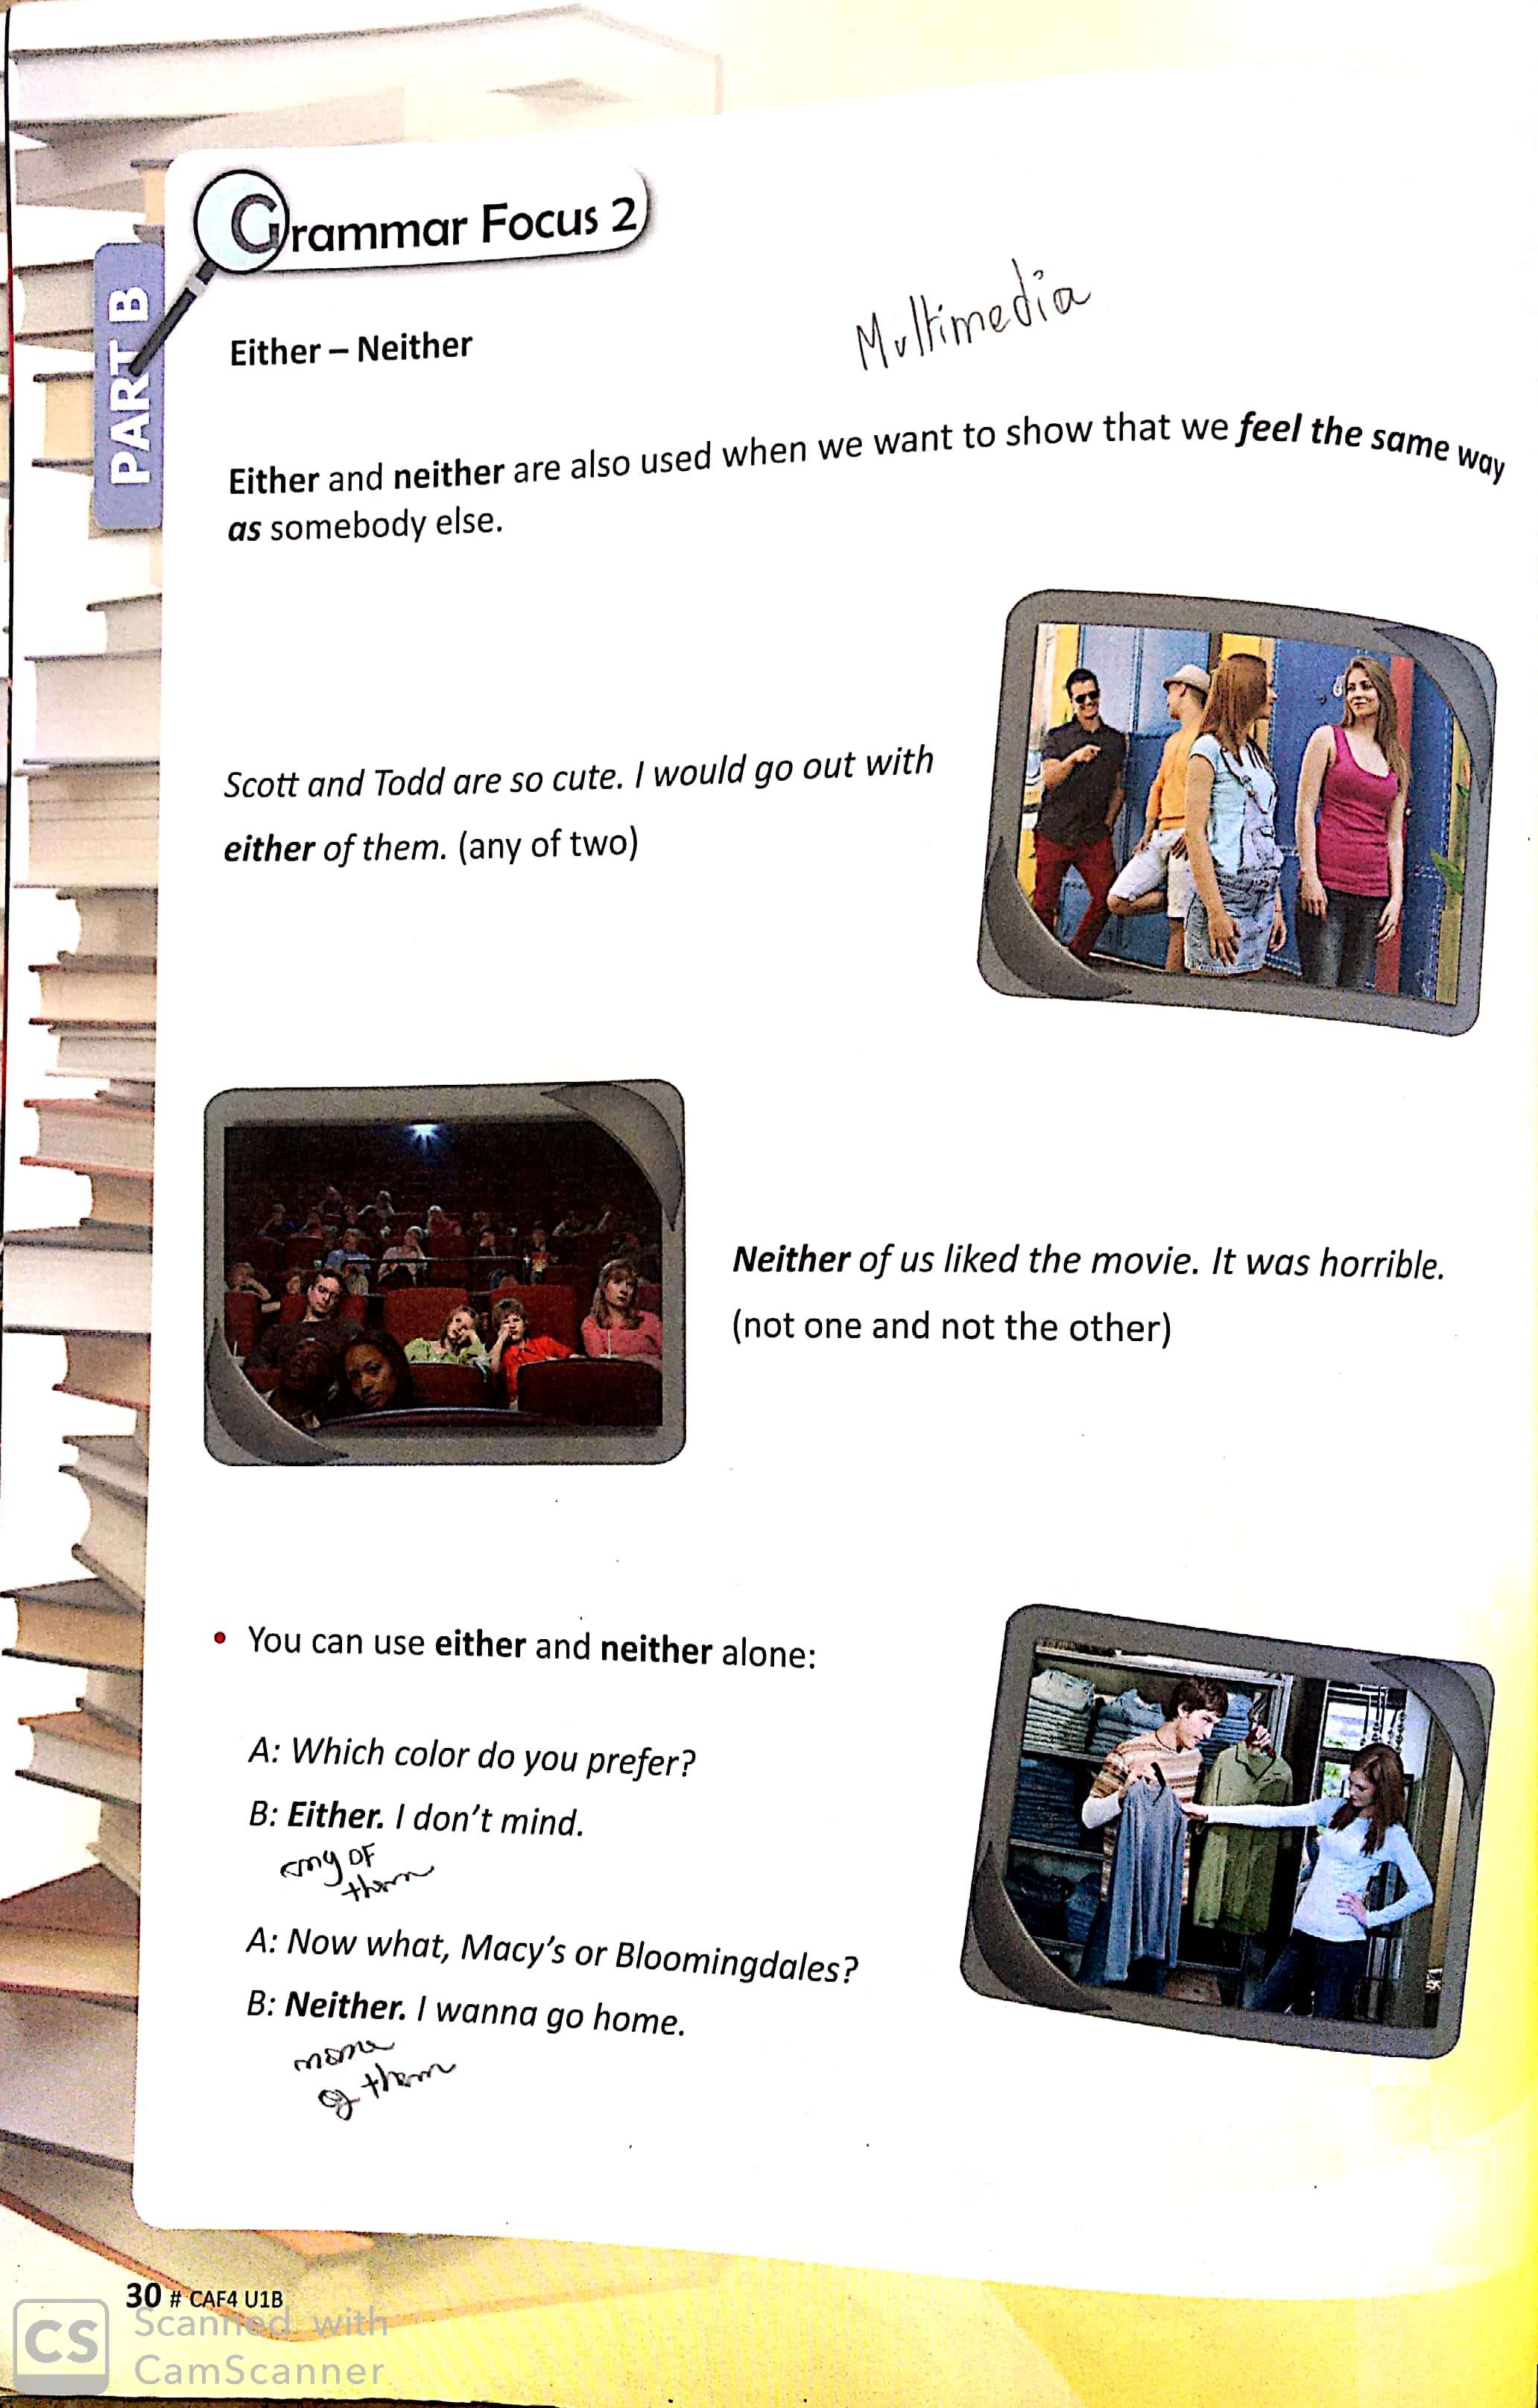 Grammar Focus 2
PART B
Multimedia
Either – Neither
Either and neither are also used when we want to show that we feel the same way
as somebody else.
Scott and Todd are so cute. I would go out with
either of them. (any of two)
Neither of us liked the movie. It was horrible.
(not one and not the other)
• You can use either and neither alone:
A: Which color do you prefer?
B: Either. I don't mind.
any OF
them
A: Now what, Macy's or Bloomingdales?
B: Neither. I wanna go home.
none
of them
30 # CAF4 U1B
CS
Scanned with
CamScanner